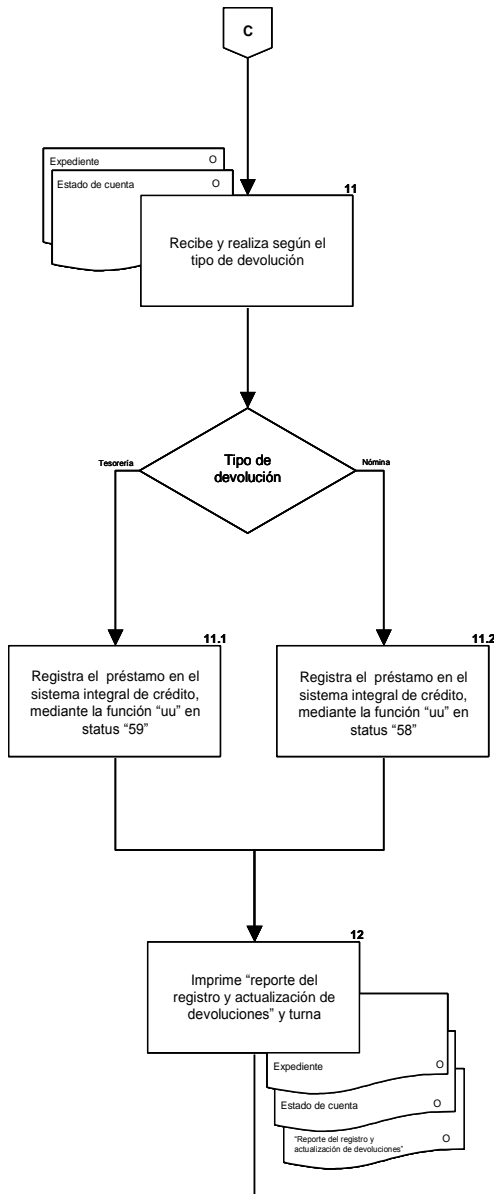 C
Expediente O
Estado de cuenta O
11
Recibe y realiza según el
tipo de devolución
Tipo de
devolución
Tesorería
Nómina
11.1
Registra el préstamo en el
sistema integral de crédito,
mediante la función “uu” en
status “59”
11.2
Registra el préstamo en el
sistema integral de crédito,
mediante la función “uu” en
status “58”
12
Imprime “reporte del
registro y actualización de
devoluciones” y turna
Expediente O
Estado de cuenta O
“Reporte del registro y O
actualización de devoluciones”